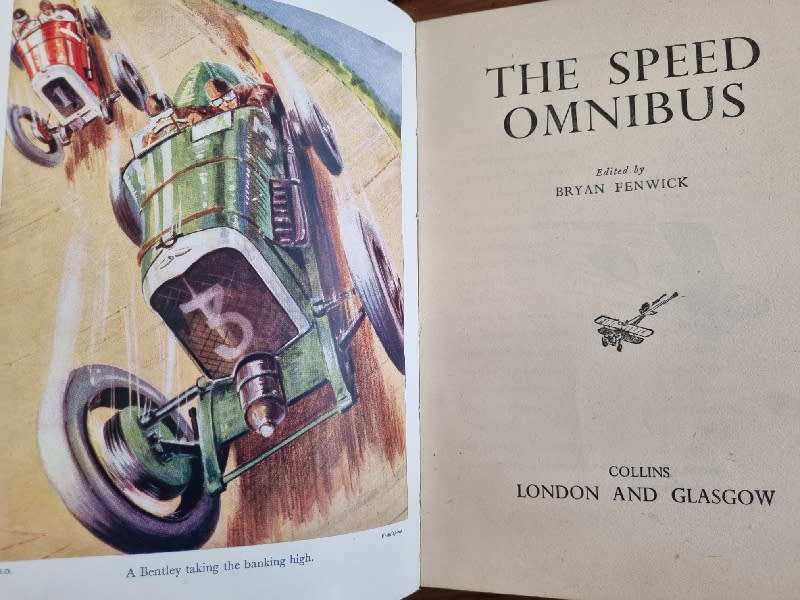 A Bentley taking the banking high.
THE SPEED
OMNIBUS
Edited by
BRYAN FENWICK
COLLINS
LONDON AND GLASGOW